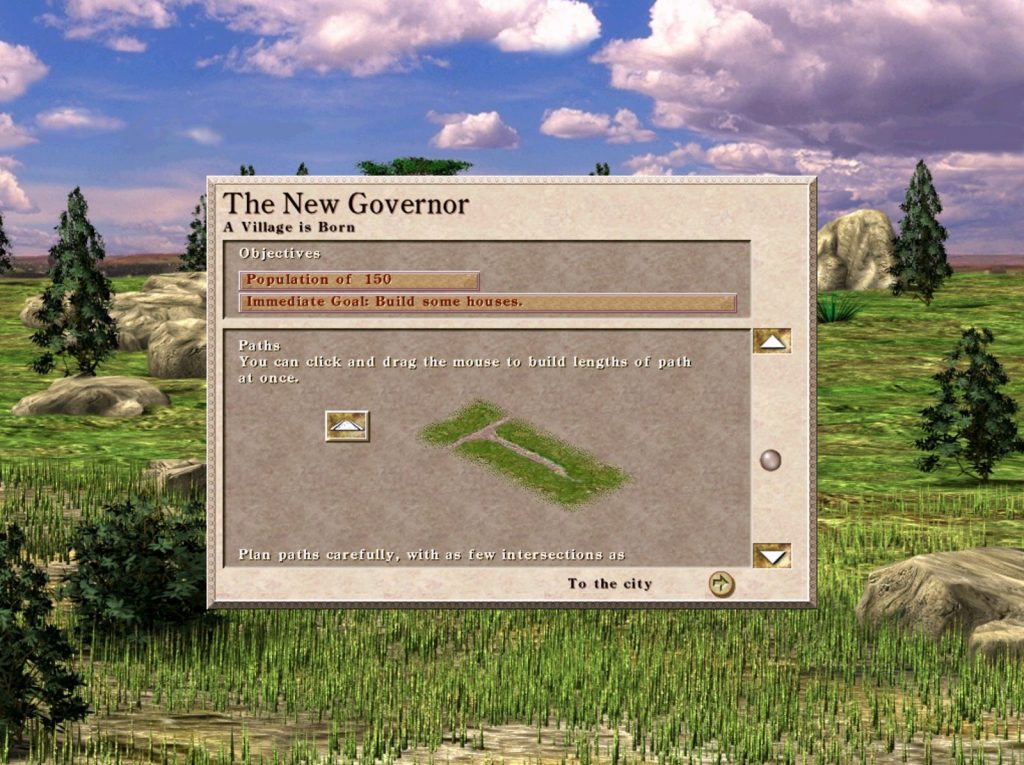 The New Governor
A Village is Born
Objectives
Population of 150
Immediate Goal: Build some houses.
Paths
You can click and drag the mouse to build lengths of path
at once.
Plan paths carefully, with as few intersections as
To the city